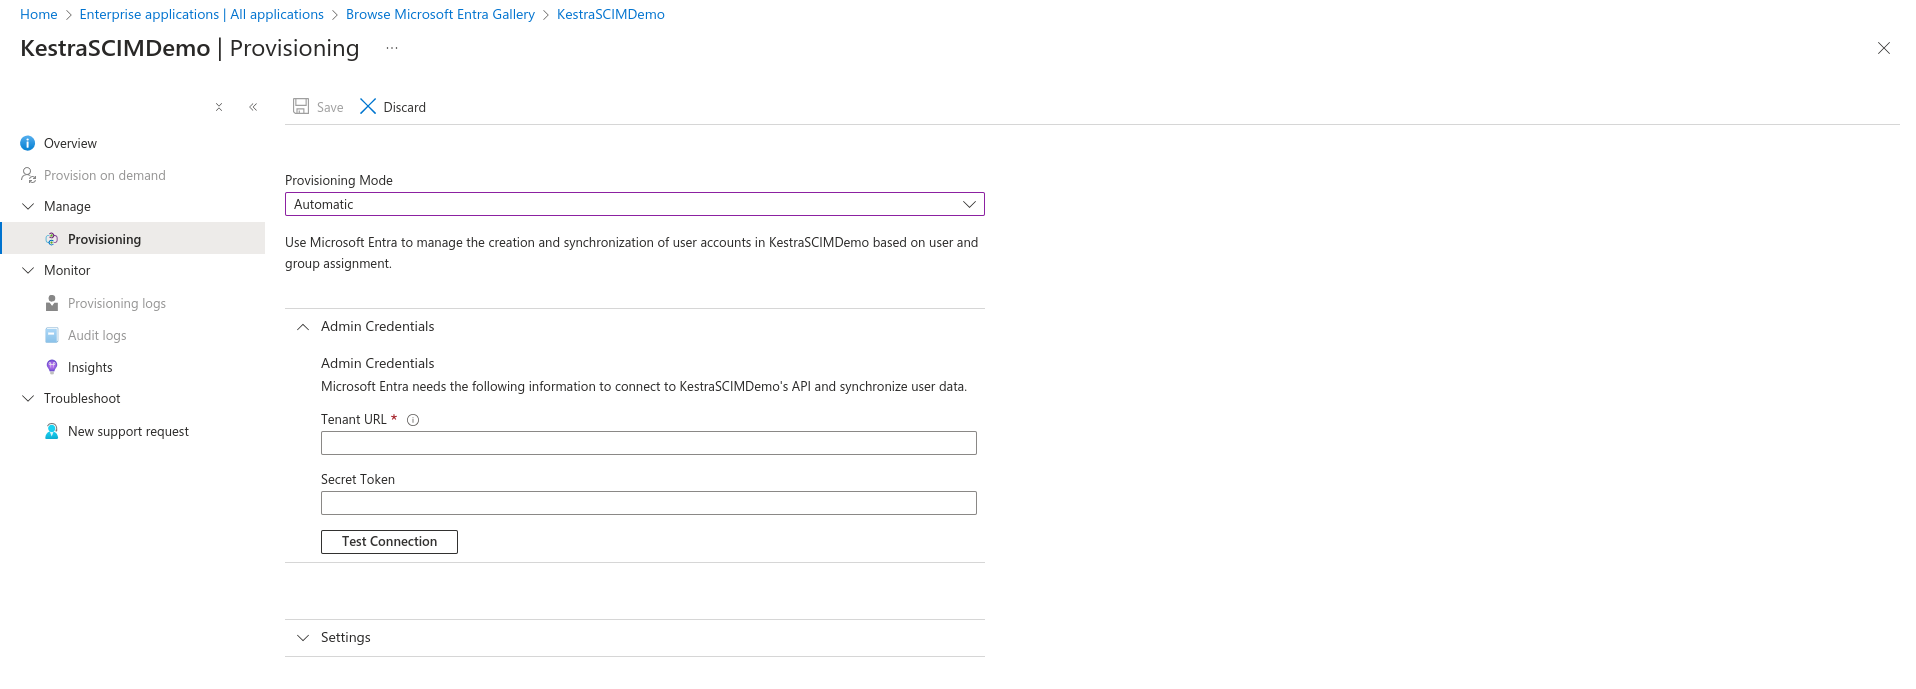 Home > Enterprise applications | All applications > Browse Microsoft Entra Gallery > KestraSCIMDemo
KestraSCIMDemo | Provisioning ...
Save Discard
Overview
Provision on demand
Manage
Provisioning
Monitor
Provisioning logs
Audit logs
Insights
Troubleshoot
New support request
Provisioning Mode
Automatic
Use Microsoft Entra to manage the creation and synchronization of user accounts in KestraSCIMDemo based on user and
group assignment.
Admin Credentials
Admin Credentials
Microsoft Entra needs the following information to connect to KestraSCIMDemo's API and synchronize user data.
Tenant URL *
Secret Token
Test Connection
Settings